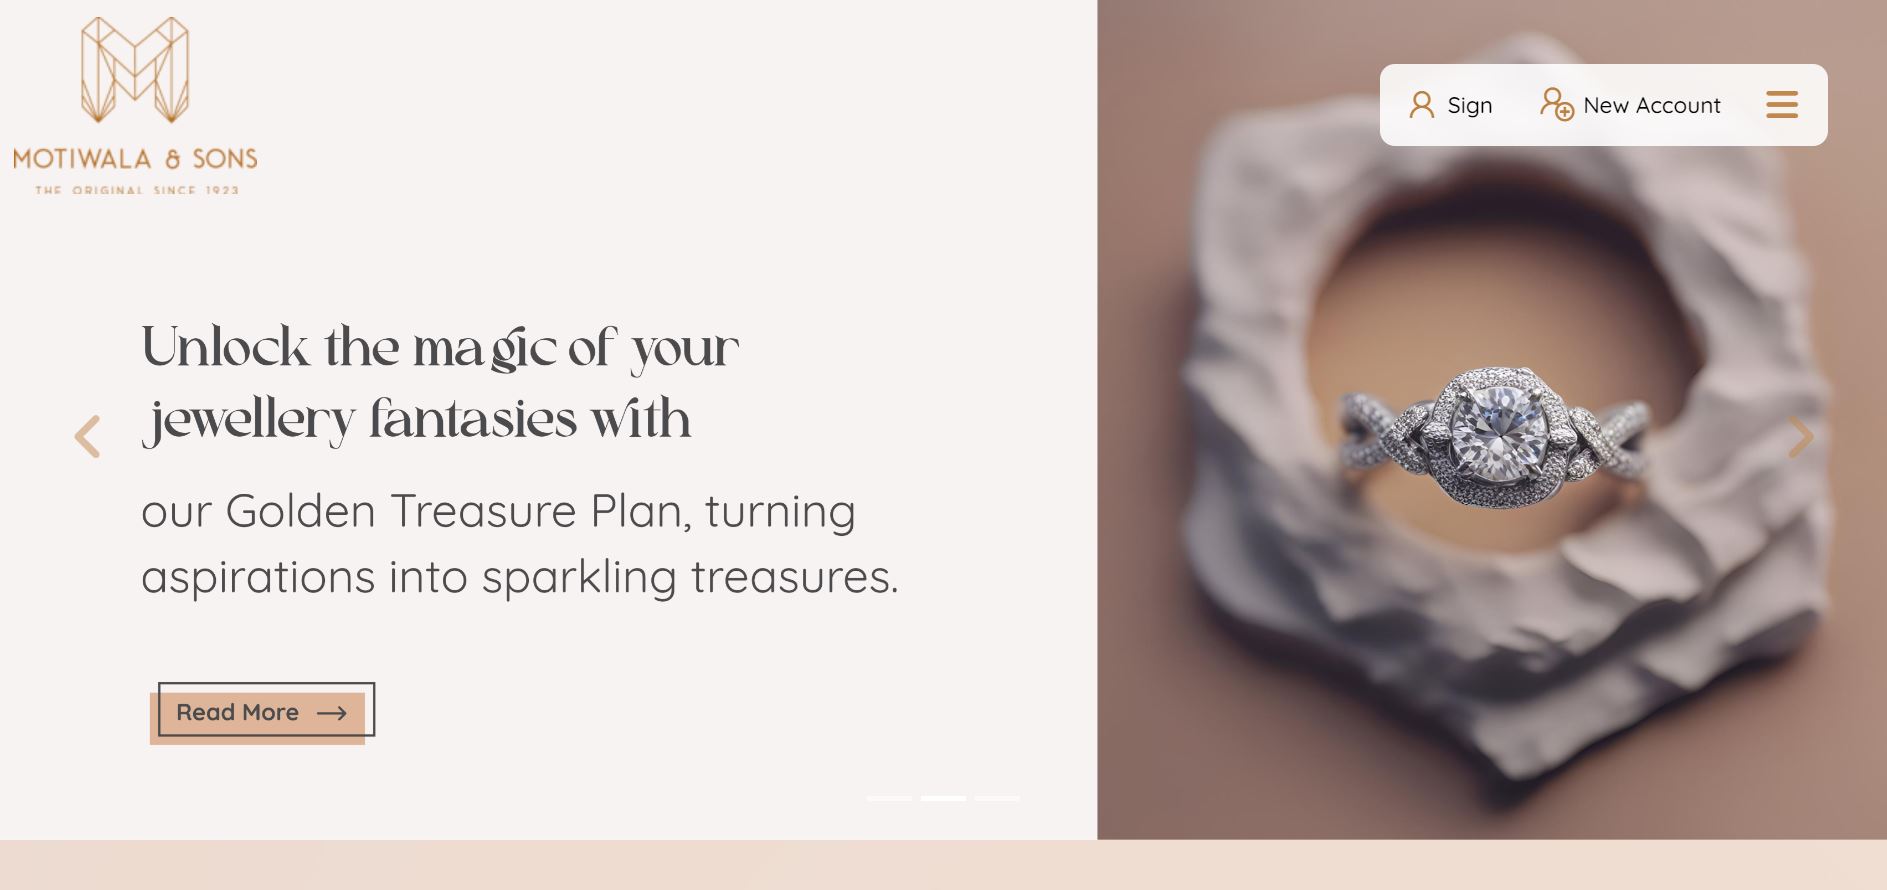 MOTIWALA & SONS
THE ORIGINAL SINCE 1923
Sign
New Account
Unlock the magic of your
jewellery fantasies with
our Golden Treasure Plan, turning
aspirations into sparkling treasures.
Read More